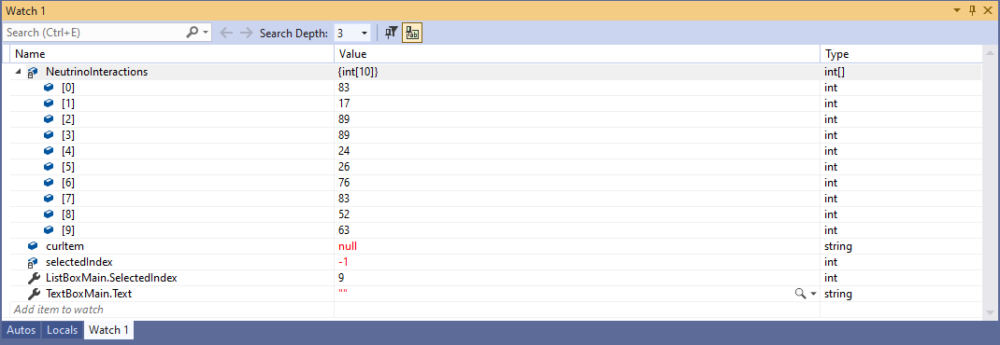 Watch 1
Search (Ctrl+E) Search Depth: 3
Name Value Type
NeutrinoInteractions {int[10]} int[]
[0] 83 int
[1] 17 int
[2] 89 int
[3] 89 int
[4] 24 int
[5] 26 int
[6] 76 int
[7] 83 int
[8] 52 int
[9] 63 int
curItem null string
selectedIndex -1 int
ListBoxMain.SelectedIndex 9 int
TextBoxMain.Text "" string
Add item to watch
Autos Locals Watch 1